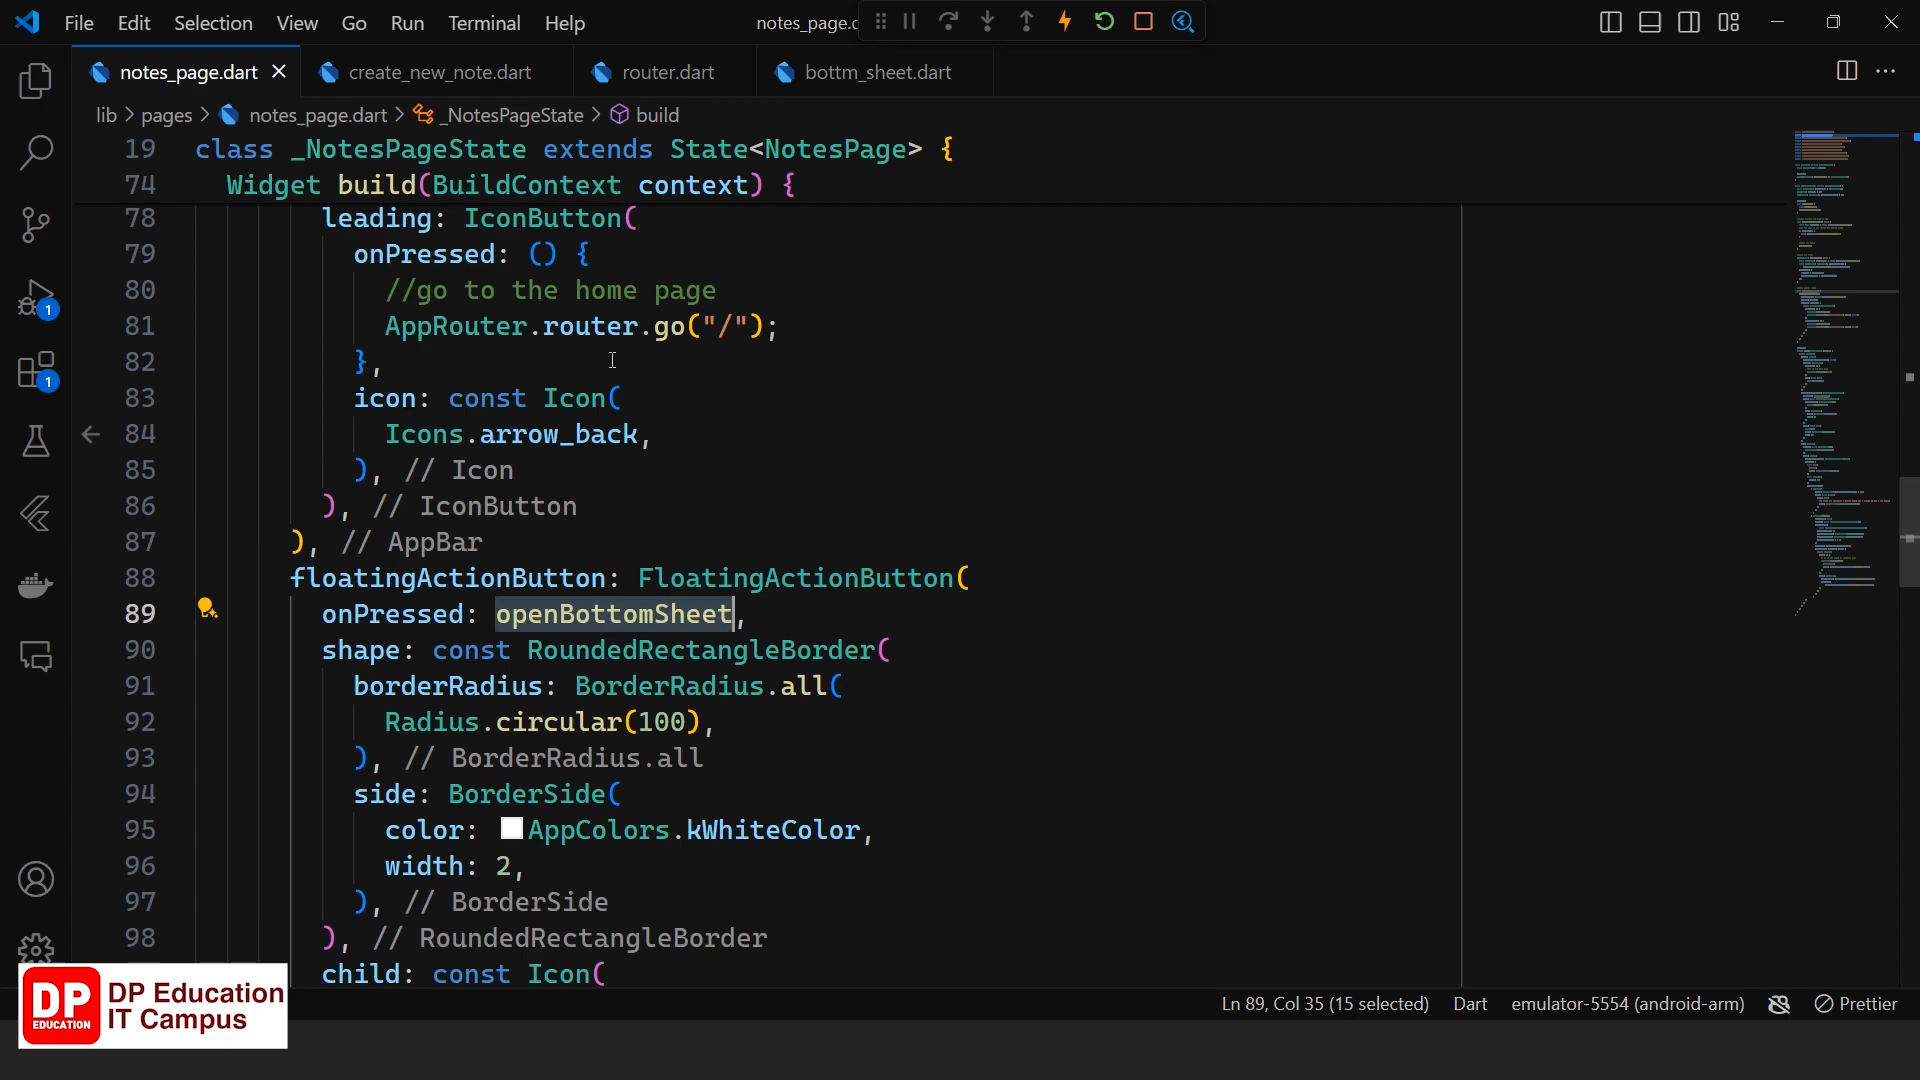 File Edit Selection View Go Run Terminal Help
notes_page.c
notes_page.dart
create_new_note.dart
router.dart
bottm_sheet.dart
lib > pages > notes_page.dart > _NotesPageState > build
19 class _NotesPageState extends State<NotesPage> {
74 Widget build(BuildContext context) {
78 leading: IconButton(
79 onPressed: () {
80 //go to the home page
81 AppRouter.router.go("/");
82 },
83 icon: const Icon(
84 Icons.arrow_back,
85 ), // Icon
86 ), // IconButton
87 ), // AppBar
88 floatingActionButton: FloatingActionButton(
89 onPressed: openBottomSheet,
90 shape: const RoundedRectangleBorder(
91 borderRadius: BorderRadius.all(
92 Radius.circular(100),
93 ), // BorderRadius.all
94 side: BorderSide(
95 color: AppColors.kWhiteColor,
96 width: 2,
97 ), // BorderSide
98 ), // RoundedRectangleBorder
child: const Icon(
1
1
DP
EDUCATION
DP Education
IT Campus
Ln 89, Col 35 (15 selected) Dart emulator-5554 (android-arm) Prettier